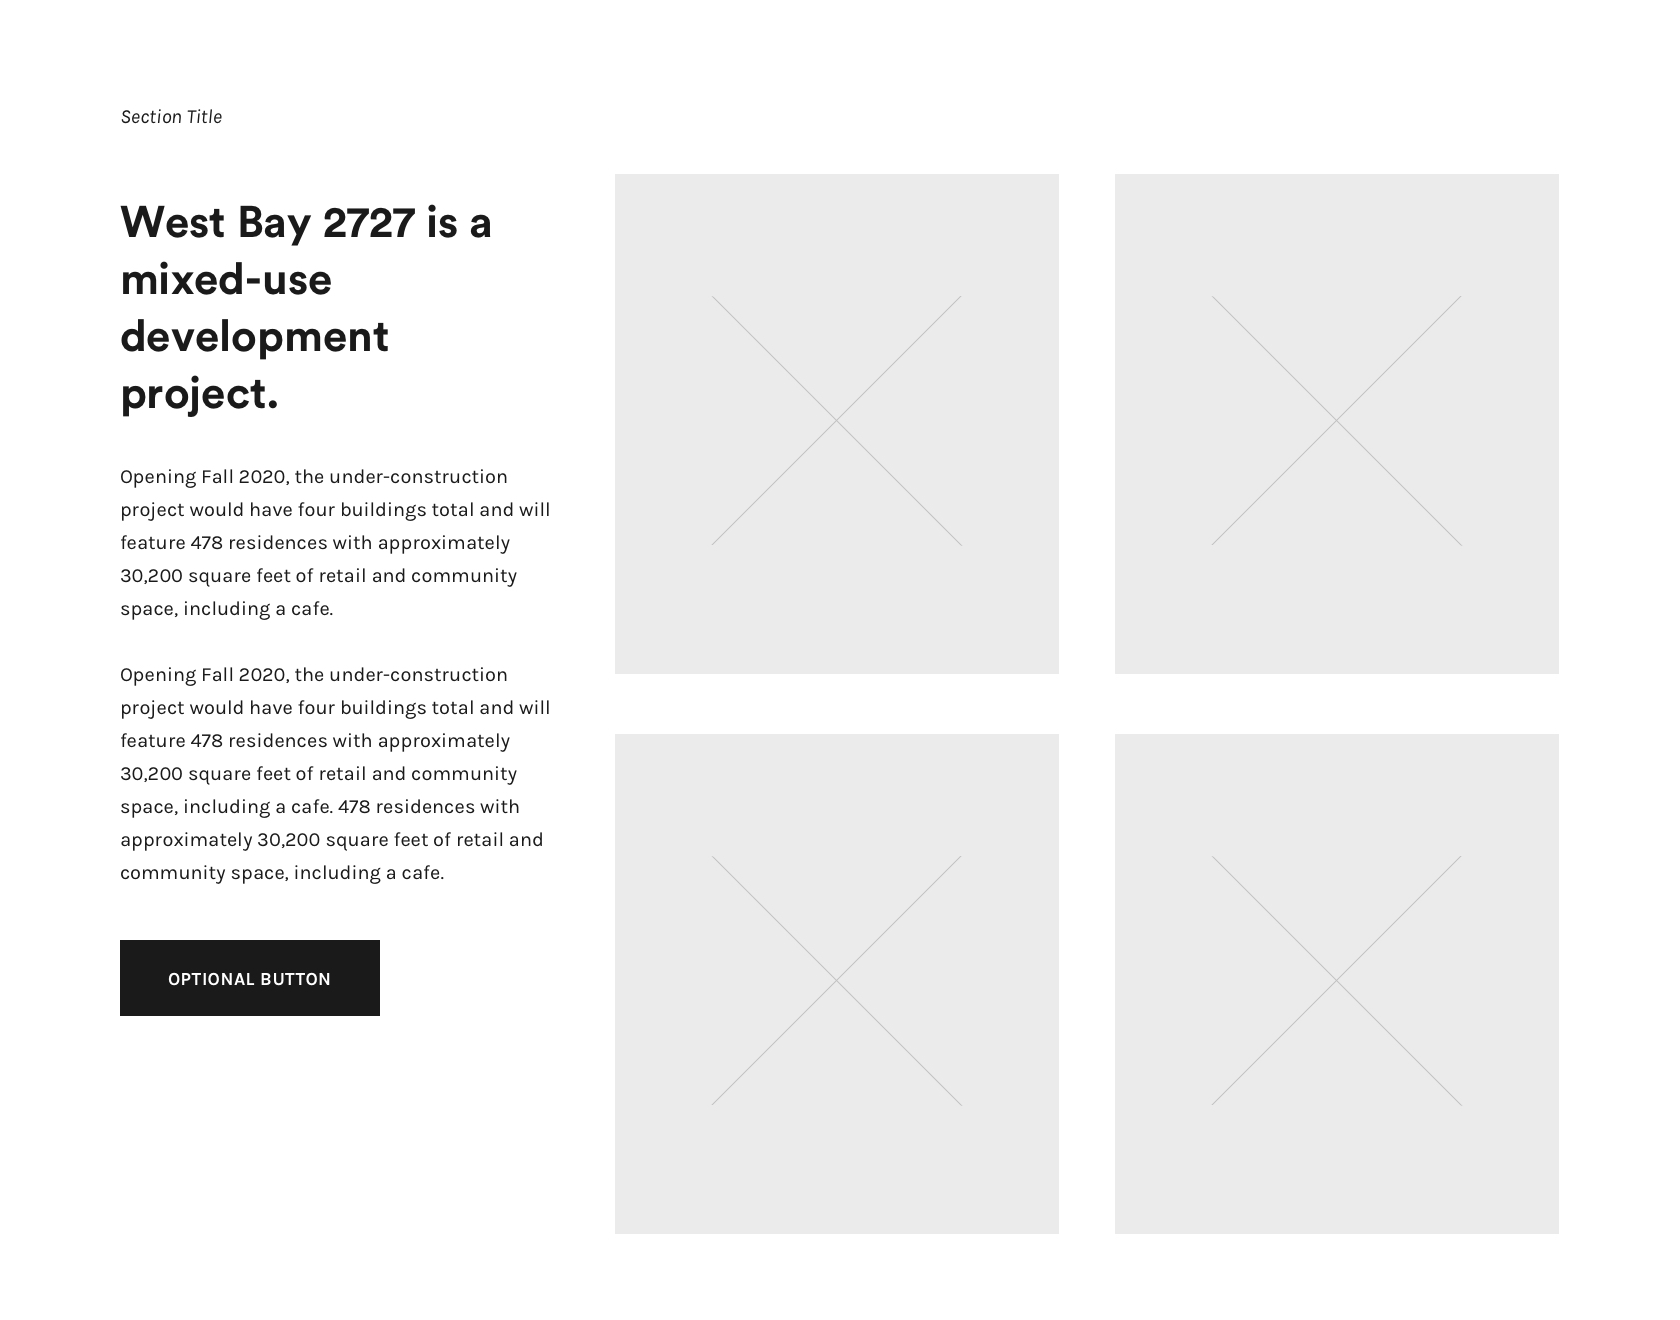 Section Title
West Bay 2727 is a
mixed-use
development
project.
Opening Fall 2020, the under-construction
project would have four buildings total and will
feature 478 residences with approximately
30,200 square feet of retail and community
space, including a cafe.
Opening Fall 2020, the under-construction
project would have four buildings total and will
feature 478 residences with approximately
30,200 square feet of retail and community
space, including a cafe. 478 residences with
approximately 30,200 square feet of retail and
community space, including a cafe.
OPTIONAL BUTTON